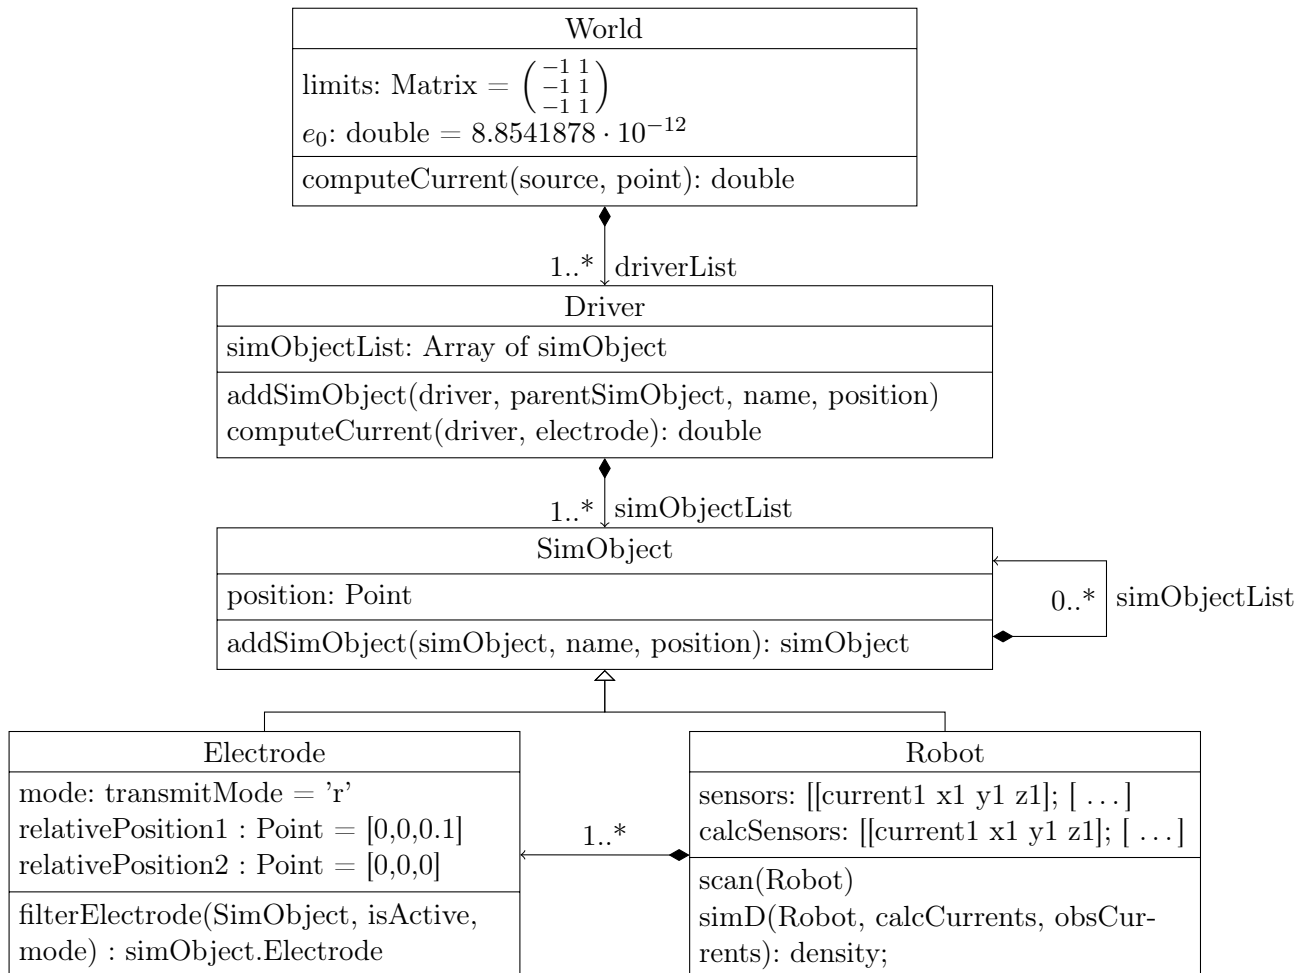 World
limits: Matrix = ( −1 1
−1 1
−1 1 )
e₀: double = 8.8541878 · 10⁻¹²
computeCurrent(source, point): double
1..* driverList
Driver
simObjectList: Array of simObject
addSimObject(driver, parentSimObject, name, position)
computeCurrent(driver, electrode): double
1..* simObjectList
SimObject
position: Point
addSimObject(simObject, name, position): simObject
0..* simObjectList
Electrode
mode: transmitMode = 'r'
relativePosition1 : Point = [0,0,0.1]
relativePosition2 : Point = [0,0,0]
filterElectrode(SimObject, isActive,
mode) : simObject.Electrode
1..*
Robot
sensors: [[current1 x1 y1 z1]; [ ...]
calcSensors: [[current1 x1 y1 z1]; [ ...]
scan(Robot)
simD(Robot, calcCurrents, obsCur-
rents): density;